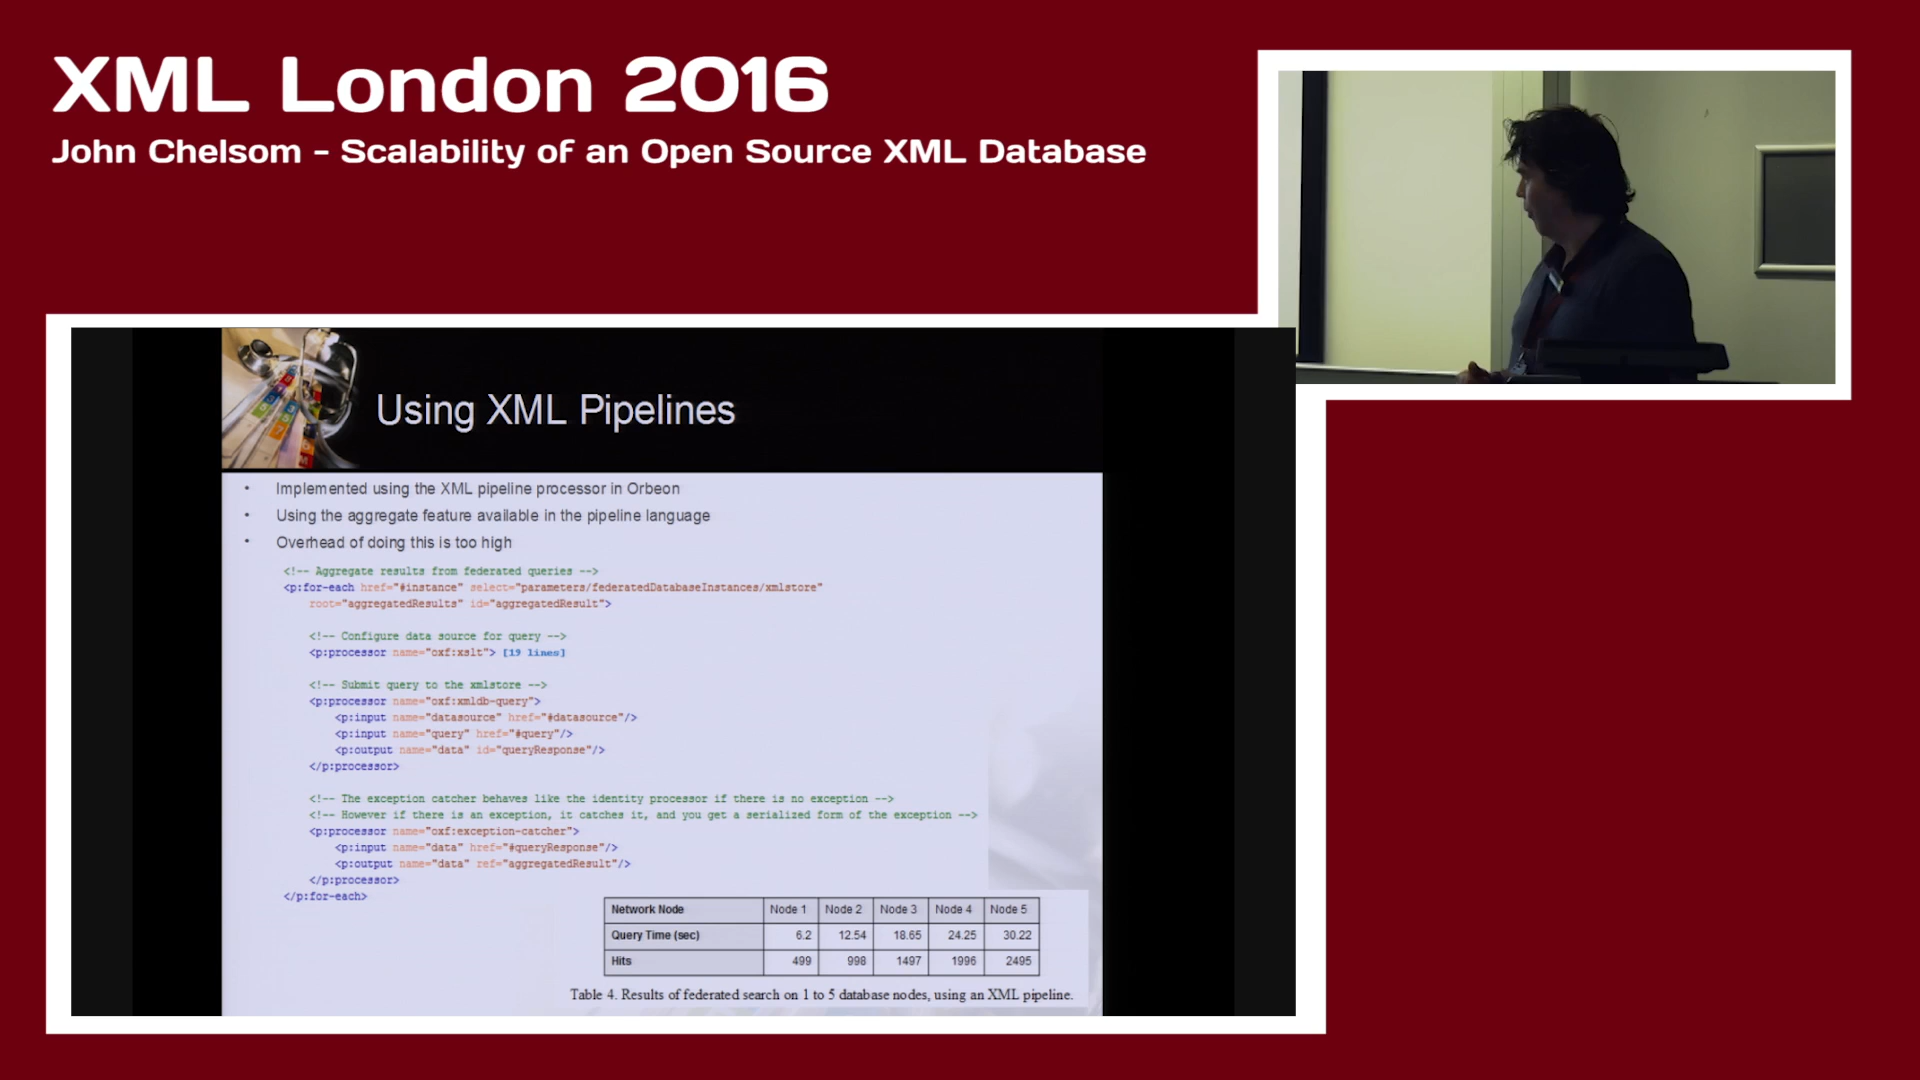 XML London 2016
John Chelsom - Scalability of an Open Source XML Database
Using XML Pipelines
• Implemented using the XML pipeline processor in Orbeon
• Using the aggregate feature available in the pipeline language
• Overhead of doing this is too high
<!-- Aggregate results from federated queries -->
<p:for-each href="#instance" select="parameters/federatedDatabaseInstances/xmlstore"
root="aggregatedResults" id="aggregatedResult">
<!-- Configure data source for query -->
<p:processor name="oxf:xslt"> [19 lines]
<!-- Submit query to the xmlstore -->
<p:processor name="oxf:xmldb-query">
<p:input name="datasource" href="#datasource"/>
<p:input name="query" href="#query"/>
<p:output name="data" id="queryResponse"/>
</p:processor>
<!-- The exception catcher behaves like the identity processor if there is no exception -->
<!-- However if there is an exception, it catches it, and you get a serialized form of the exception -->
<p:processor name="oxf:exception-catcher">
<p:input name="data" href="#queryResponse"/>
<p:output name="data" ref="aggregatedResult"/>
</p:processor>
</p:for-each>
Network Node Node 1 Node 2 Node 3 Node 4 Node 5
Query Time (sec) 6.2 12.54 18.65 24.25 30.22
Hits 499 998 1497 1996 2495
Table 4. Results of federated search on 1 to 5 database nodes, using an XML pipeline.